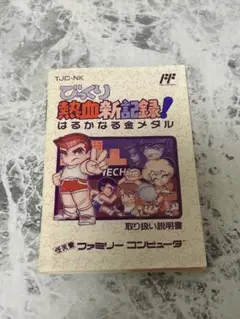 TJC-NK
びっくり
熱血新記録!
はるかなる金メダル
TECH
取り扱い説明書
任天堂 ファミリー コンピュータ